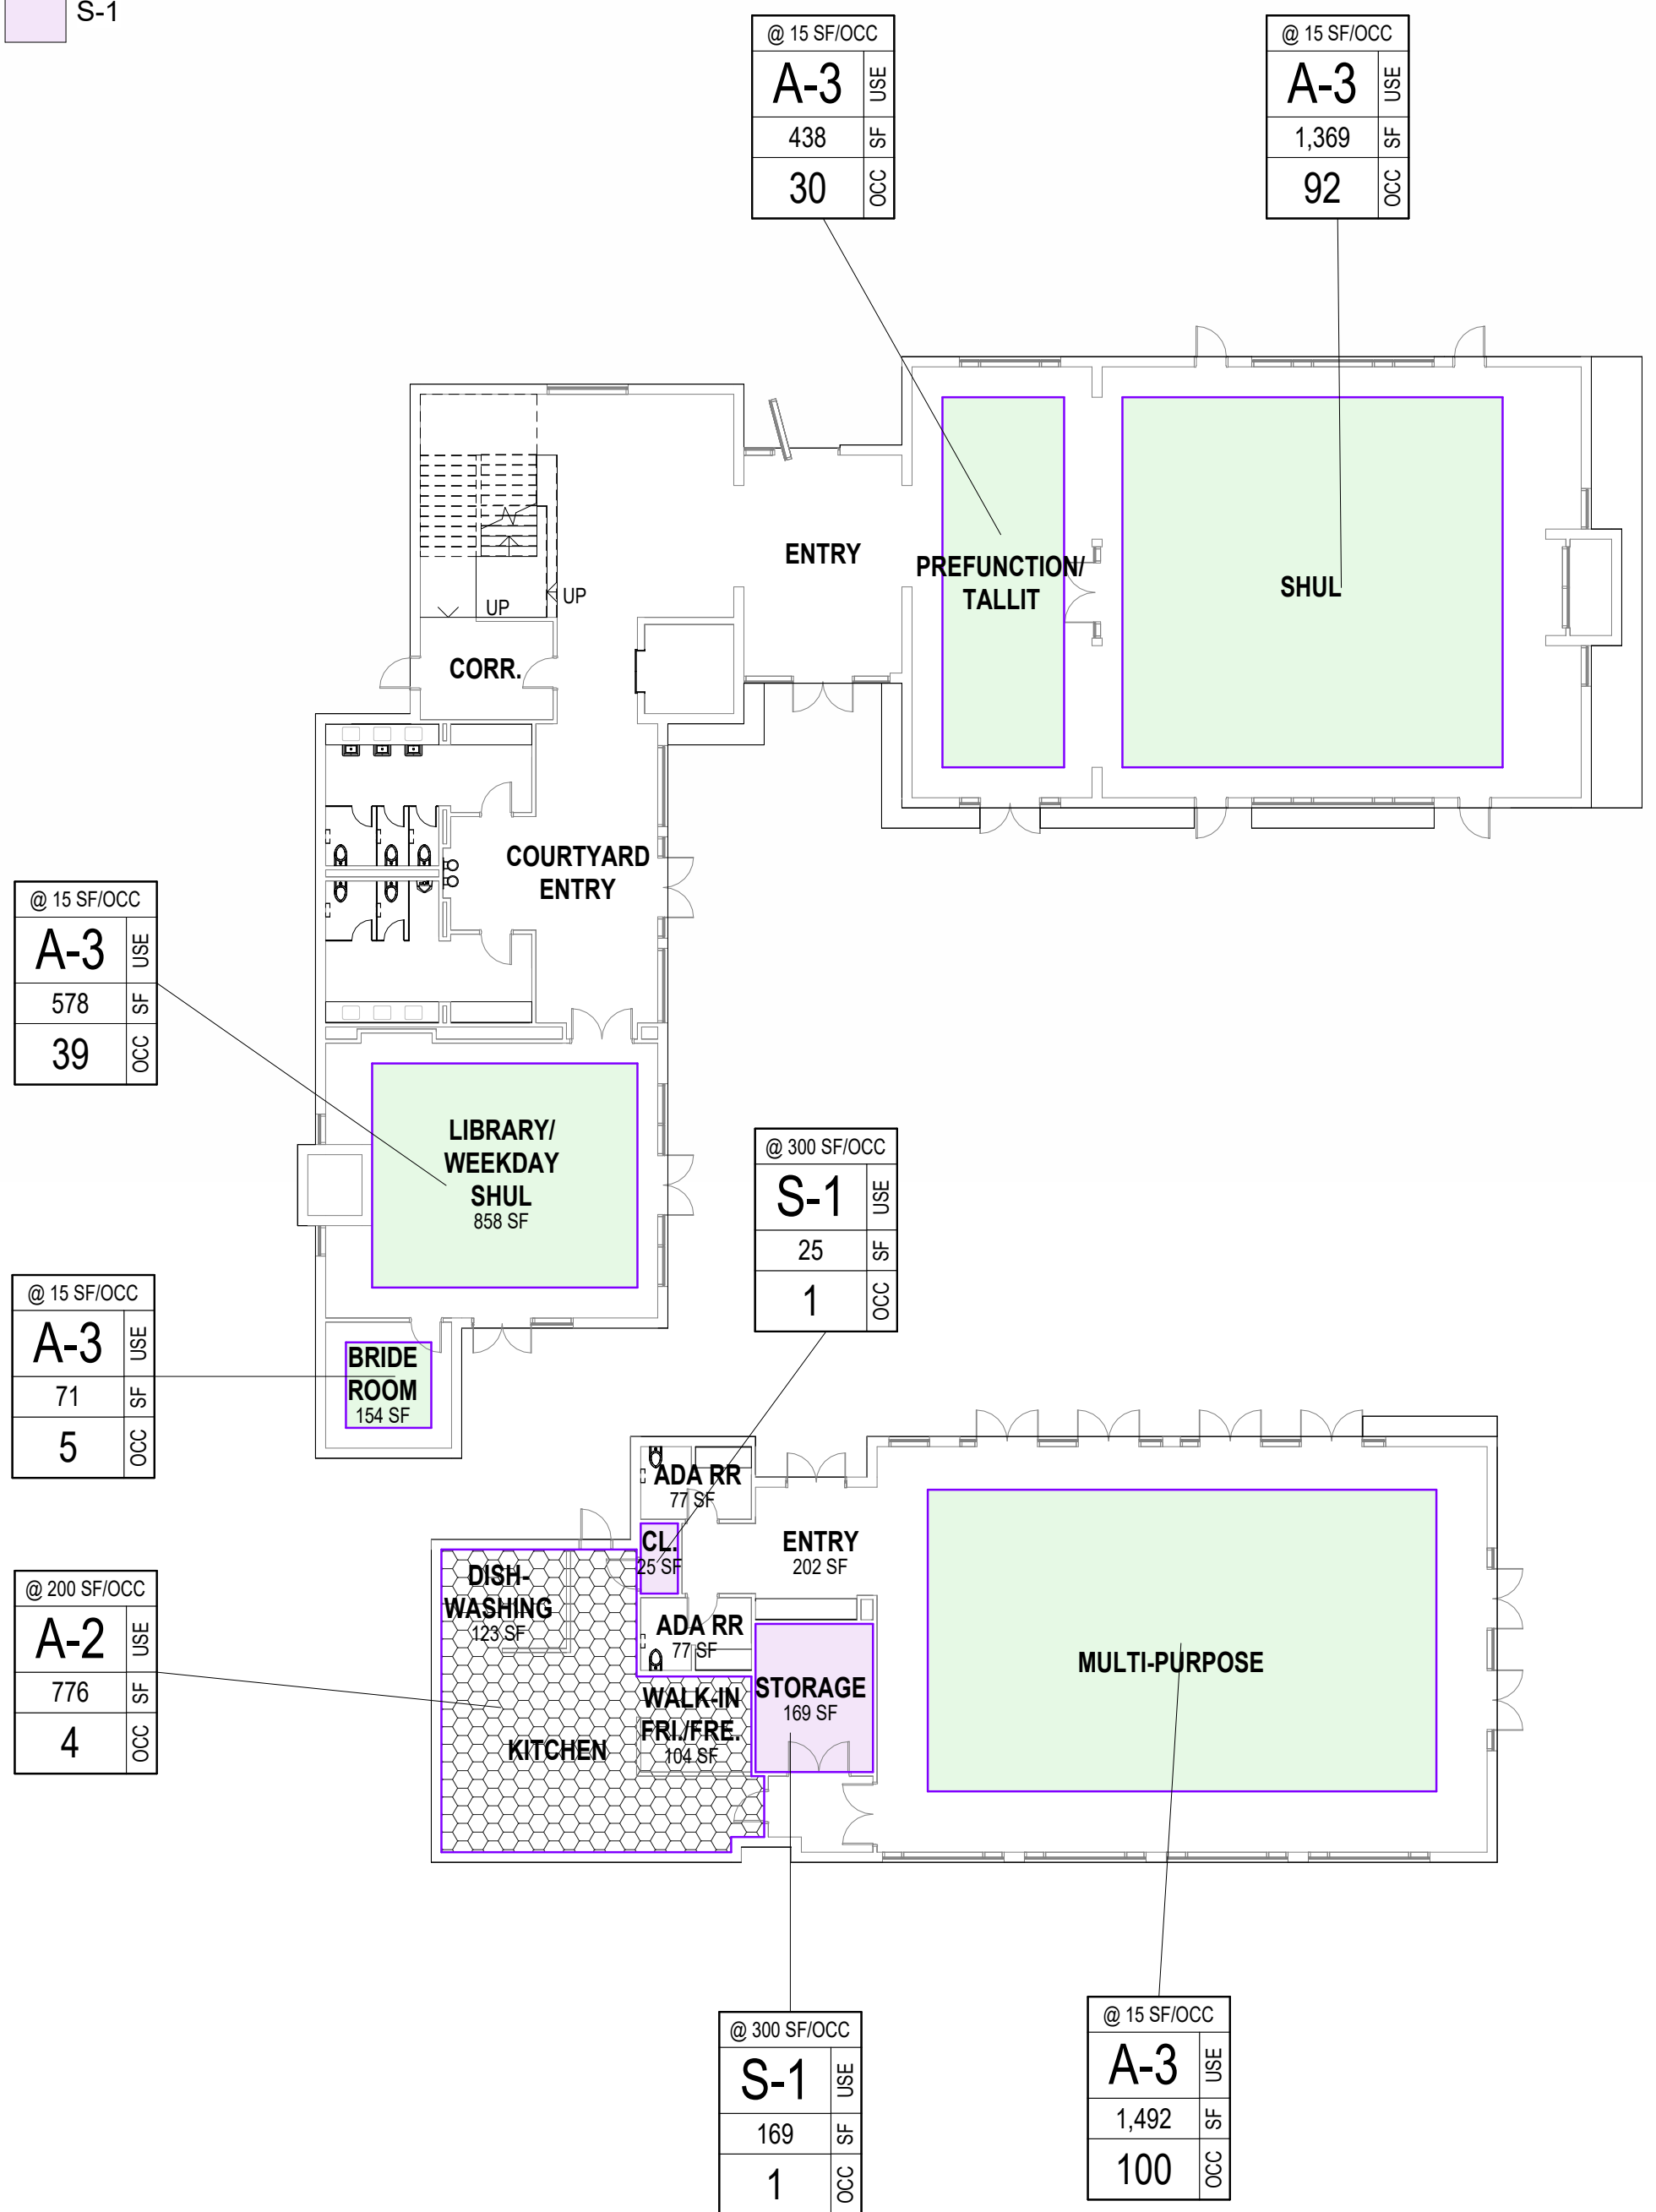 S-1
@ 15 SF/OCC
A-3 USE
438 SF
30 OCC
@ 15 SF/OCC
A-3 USE
1,369 SF
92 OCC
ENTRY
PREFUNCTION/
TALLIT
SHUL
UP
UP
CORR.
COURTYARD
ENTRY
@ 15 SF/OCC
A-3 USE
578 SF
39 OCC
LIBRARY/
WEEKDAY
SHUL
858 SF
@ 300 SF/OCC
S-1 USE
25 SF
1 OCC
@ 15 SF/OCC
A-3 USE
71 SF
5 OCC
BRIDE
ROOM
154 SF
ADA RR
77 SF
CL.
25 SF
ENTRY
202 SF
DISH-
WASHING
123 SF
ADA RR
77 SF
@ 200 SF/OCC
A-2 USE
776 SF
4 OCC
WALK-IN
FRI./FRE.
104 SF
KITCHEN
STORAGE
169 SF
MULTI-PURPOSE
@ 300 SF/OCC
S-1 USE
169 SF
1 OCC
@ 15 SF/OCC
A-3 USE
1,492 SF
100 OCC